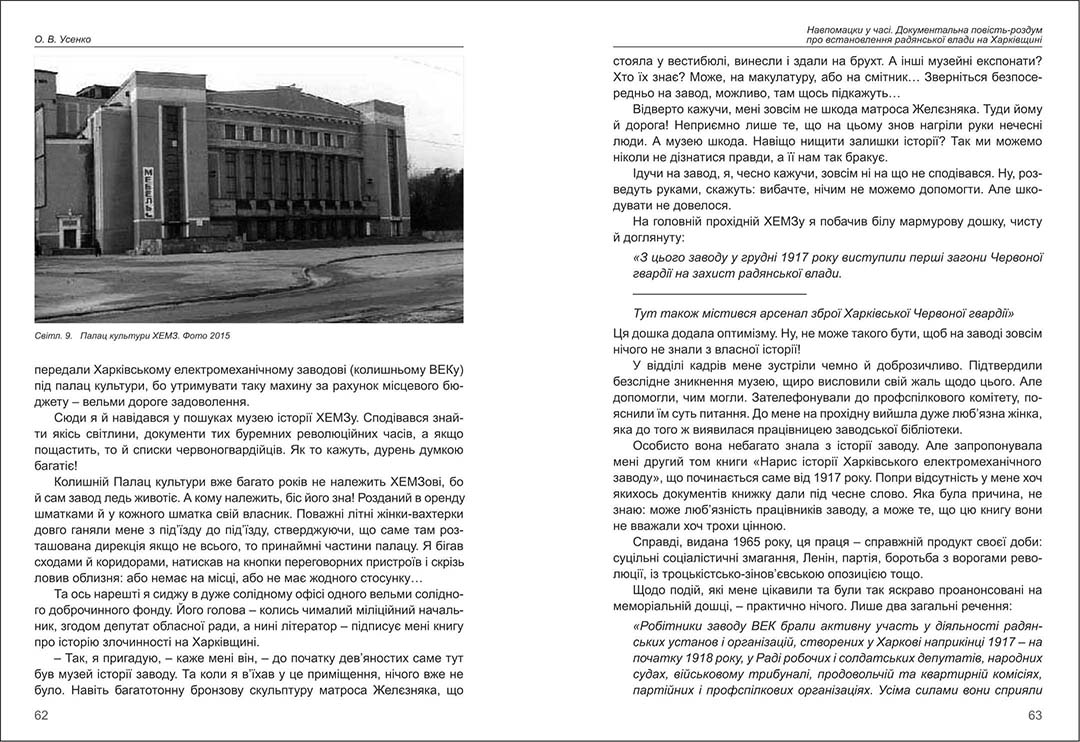 О. В. Усенко
МЕБЕЛЬ
Світл. 9. Палац культури ХЕМЗ. Фото 2015
передали Харківському електромеханічному заводові (колишньому ВЕКу)
під палац культури, бо утримувати таку махину за рахунок місцевого бю-
джету – вельми дороге задоволення.
Сюди я й навідався у пошуках музею історії ХЕМЗу. Сподівався знай-
ти якісь світлини, документи тих буремних революційних часів, а якщо
пощастить, то й списки червоногвардійців. Як то кажуть, дурень думкою
багатіє!
Колишній Палац культури вже багато років не належить ХЕМЗові, бо
й сам завод ледь животіє. А кому належить, біс його зна! Розданий в оренду
шматками й у кожного шматка свій власник. Поважні літні жінки-вахтерки
довго ганяли мене з під’їзду до під’їзду, стверджуючи, що саме там роз-
ташована дирекція якщо не всього, то принаймні частини палацу. Я бігав
сходами й коридорами, натискав на кнопки переговорних пристроїв і скрізь
ловив облизня: або немає на місці, або не має жодного стосунку…
Та ось нарешті я сиджу в дуже солідному офісі одного вельми солідно-
го доброчинного фонду. Його голова – колись чималий міліційний началь-
ник, згодом депутат обласної ради, а нині літератор – підписує мені книгу
про історію злочинності на Харківщині.
– Так, я пригадую, – каже мені він, – до початку дев’яностих саме тут
був музей історії заводу. Та коли я в’їхав у це приміщення, нічого вже не
було. Навіть багатотонну бронзову скульптуру матроса Желєзняка, що
62
Навпомацки у часі. Документальна повість-роздум
про встановлення радянської влади на Харківщині
стояла у вестибюлі, винесли і здали на брухт. А інші музейні експонати?
Хто їх знає? Може, на макулатуру, або на смітник… Зверніться безпосе-
редньо на завод, можливо, там щось підкажуть…
Відверто кажучи, мені зовсім не шкода матроса Желєзняка. Туди йому
й дорога! Неприємно лише те, що на цьому знов нагріли руки нечесні
люди. А музею шкода. Навіщо нищити залишки історії? Так ми можемо
ніколи не дізнатися правди, а її нам так бракує.
Ідучи на завод, я, чесно кажучи, зовсім ні на що не сподівався. Ну, роз-
ведуть руками, скажуть: вибачте, нічим не можемо допомогти. Але шко-
дувати не довелося.
На головній прохідній ХЕМЗу я побачив білу мармурову дошку, чисту
й доглянуту:
«З цього заводу у грудні 1917 року виступили перші загони Червоної
гвардії на захист радянської влади.
Тут також містився арсенал зброї Харківської Червоної гвардії»
Ця дошка додала оптимізму. Ну, не може такого бути, щоб на заводі зовсім
нічого не знали з власної історії!
У відділі кадрів мене зустріли чемно й доброзичливо. Підтвердили
безслідне зникнення музею, щиро висловили свій жаль щодо цього. Але
допомогли, чим могли. Зателефонували до профспілкового комітету, по-
яснили їм суть питання. До мене на прохідну вийшла дуже люб’язна жінка,
яка до того ж виявилася працівницею заводської бібліотеки.
Особисто вона небагато знала з історії заводу. Але запропонувала
мені другий том книги «Нарис історії Харківського електромеханічного
заводу», що починається саме від 1917 року. Попри відсутність у мене хоч
якихось документів книжку дали під чесне слово. Яка була причина, не
знаю: може люб’язність працівників заводу, а може те, що цю книгу вони
не вважали хоч трохи цінною.
Справді, видана 1965 року, ця праця – справжній продукт своєї доби:
суцільні соціалістичні змагання, Ленін, партія, боротьба з ворогами рево-
люції, із троцькістсько-зінов’євською опозицією тощо.
Щодо подій, які мене цікавили та були так яскраво проанонсовані на
меморіальній дошці, – практично нічого. Лише два загальні речення:
«Робітники заводу ВЕК брали активну участь у діяльності радян-
ських установ і організацій, створених у Харкові наприкінці 1917 – на
початку 1918 року, у Раді робочих і солдатських депутатів, народних
судах, військовому трибуналі, продовольчій та квартирній комісіях,
партійних і профспілкових організаціях. Усіма силами вони сприяли
63